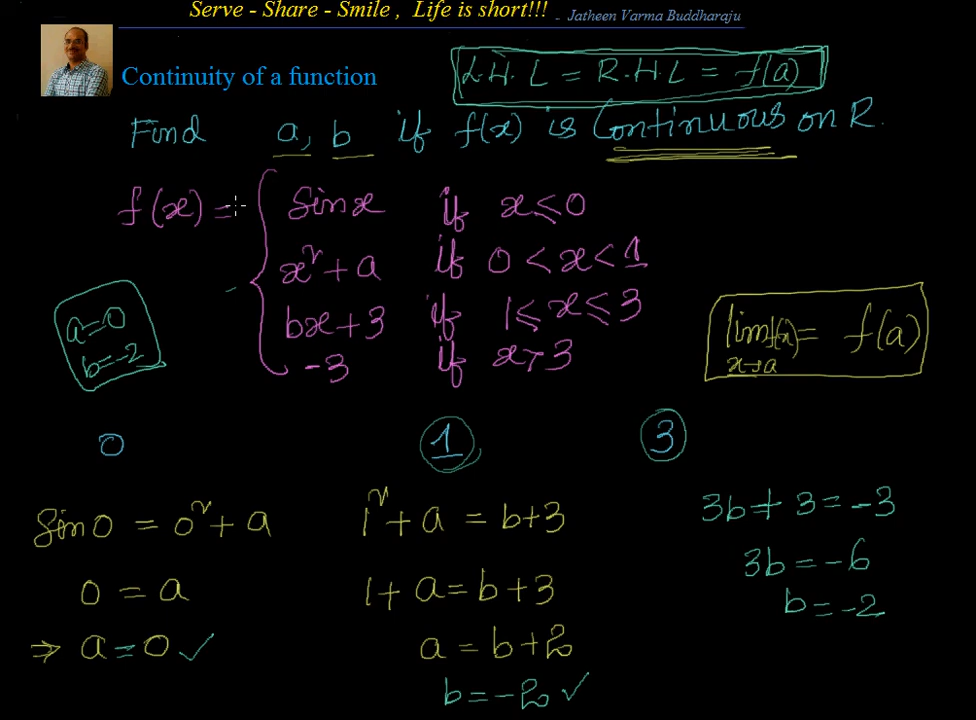 Serve - Share - Smile , Life is short!!! - Jatheen Varma Buddharaju
Continuity of a function
L.H.L = R.H.L = f(a)
Find a, b if f(x) is Continuous on R.
f(x) = { Sin x if x ≤ 0
x² + a if 0 < x < 1
bx + 3 if 1 ≤ x ≤ 3
-3 if x > 3
a = 0
b = -2
lim f(x) = f(a)
x→a
0 1 3
Sin 0 = 0² + a
0 = a
⇒ a = 0 ✓
1² + a = b + 3
1 + a = b + 3
a = b + 2
b = -2 ✓
3b + 3 = -3
3b = -6
b = -2